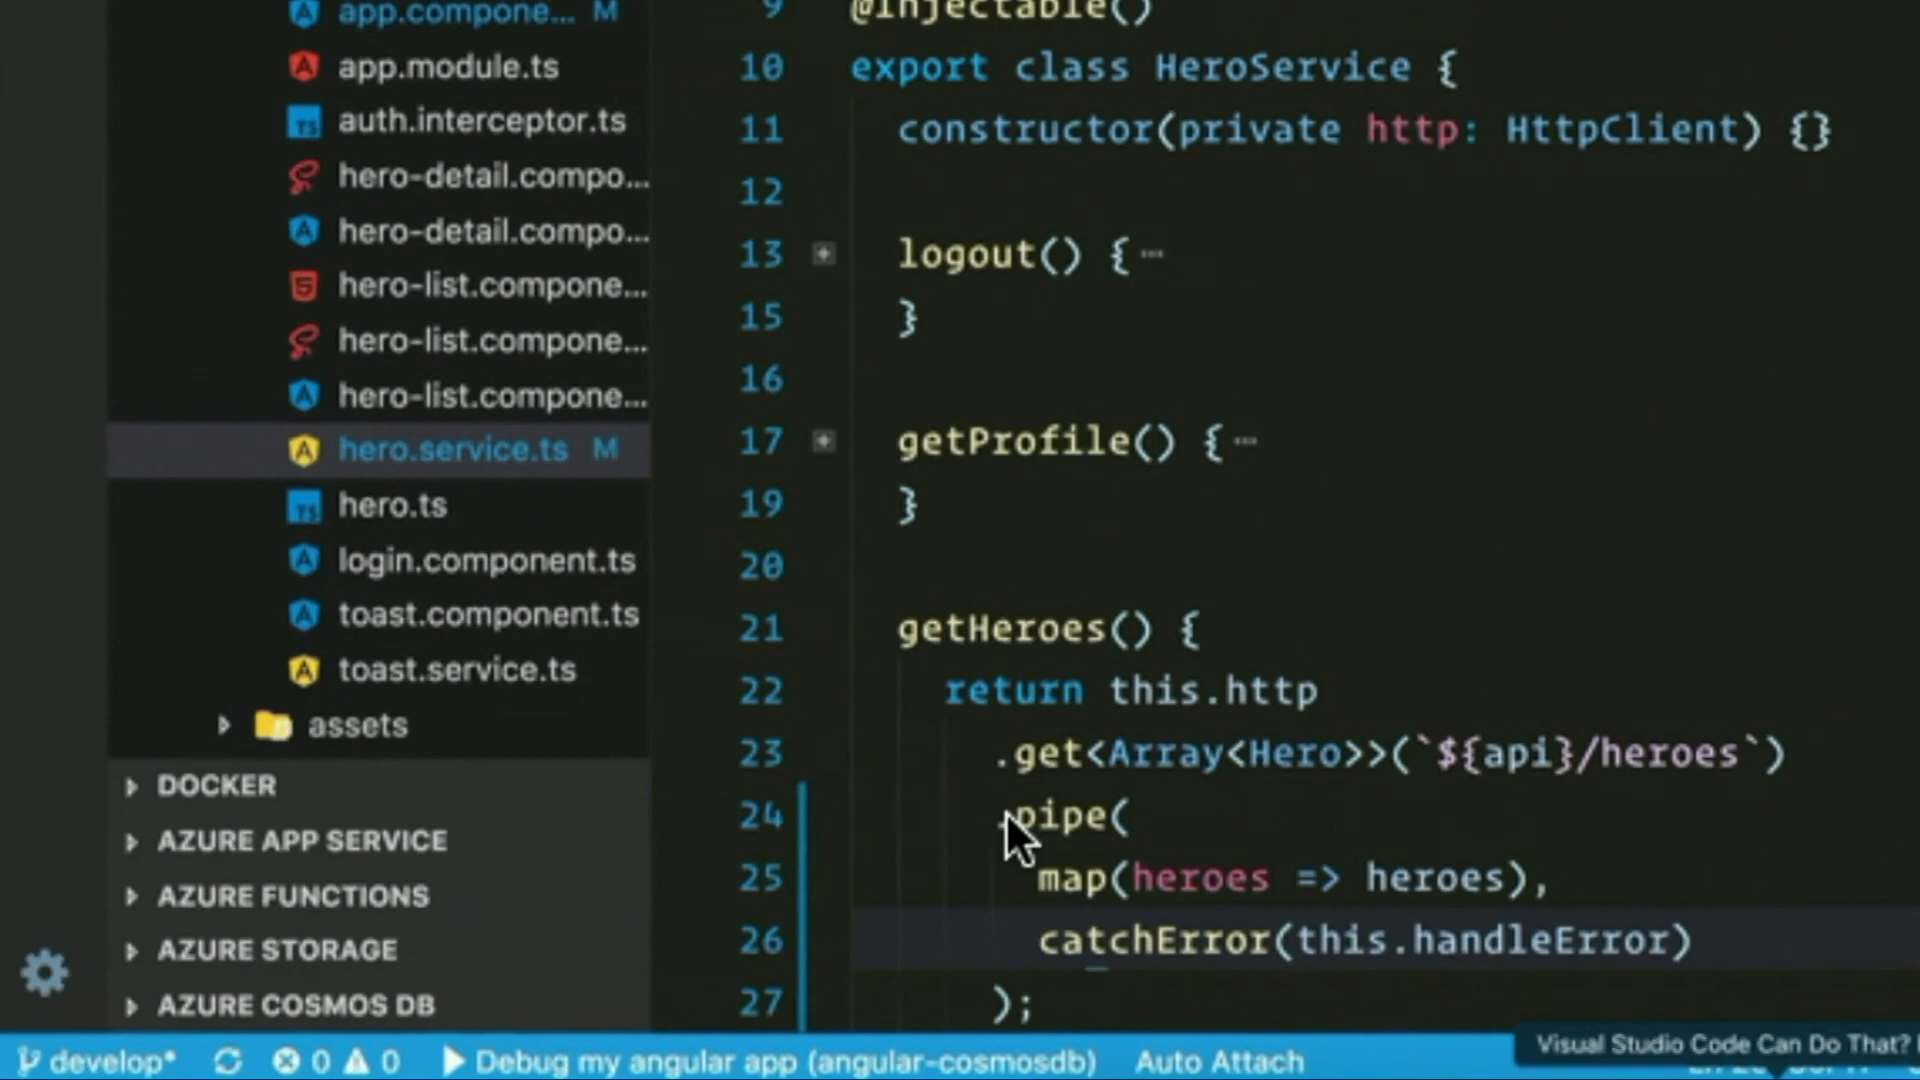 app.compone... M
app.module.ts
auth.interceptor.ts
hero-detail.compo...
hero-detail.compo...
hero-list.compone...
hero-list.compone...
hero-list.compone...
hero.service.ts M
hero.ts
login.component.ts
toast.component.ts
toast.service.ts
assets
DOCKER
AZURE APP SERVICE
AZURE FUNCTIONS
AZURE STORAGE
AZURE COSMOS DB
9 @Injectable()
10 export class HeroService {
11 constructor(private http: HttpClient) {}
12
13 logout() {...
15 }
16
17 getProfile() {...
19 }
20
21 getHeroes() {
22 return this.http
23 .get<Array<Hero>>(`${api}/heroes`)
24 .pipe(
25 map(heroes => heroes),
26 catchError(this.handleError)
27 );
develop* 0 0 Debug my angular app (angular-cosmosdb) Auto Attach
Visual Studio Code Can Do That?